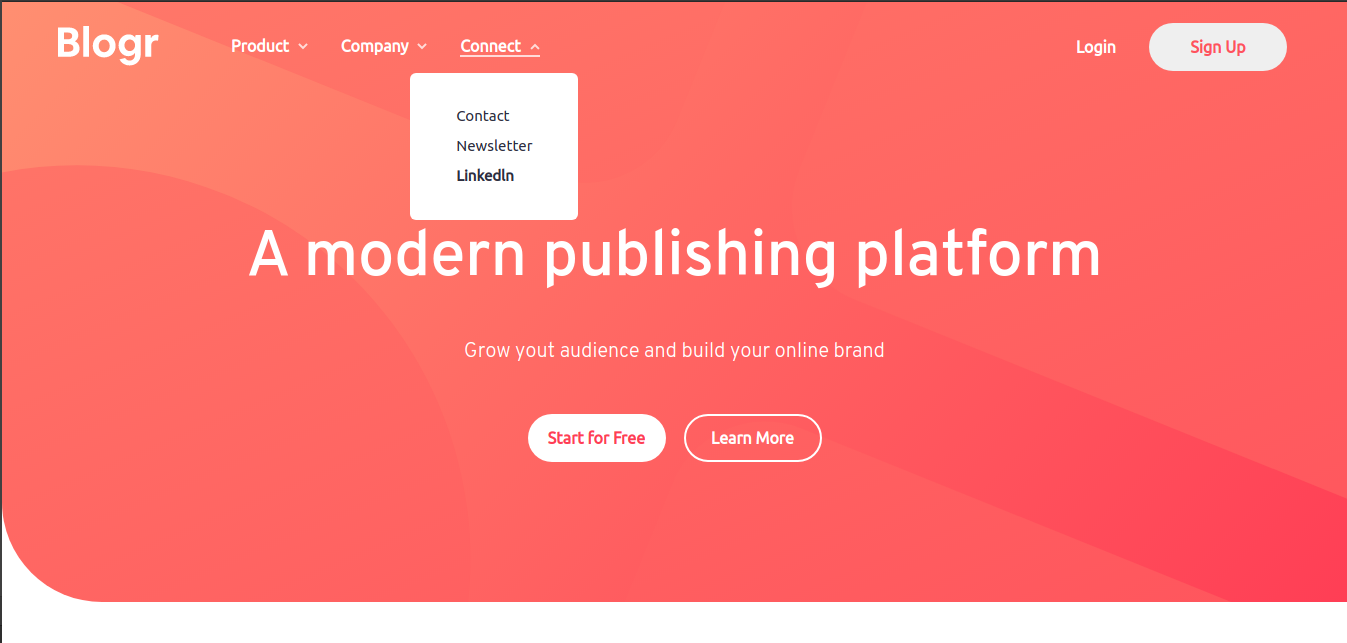 Blogr Product Company Connect Login Sign Up
Contact
Newsletter
LinkedIn
A modern publishing platform
Grow yout audience and build your online brand
Start for Free Learn More